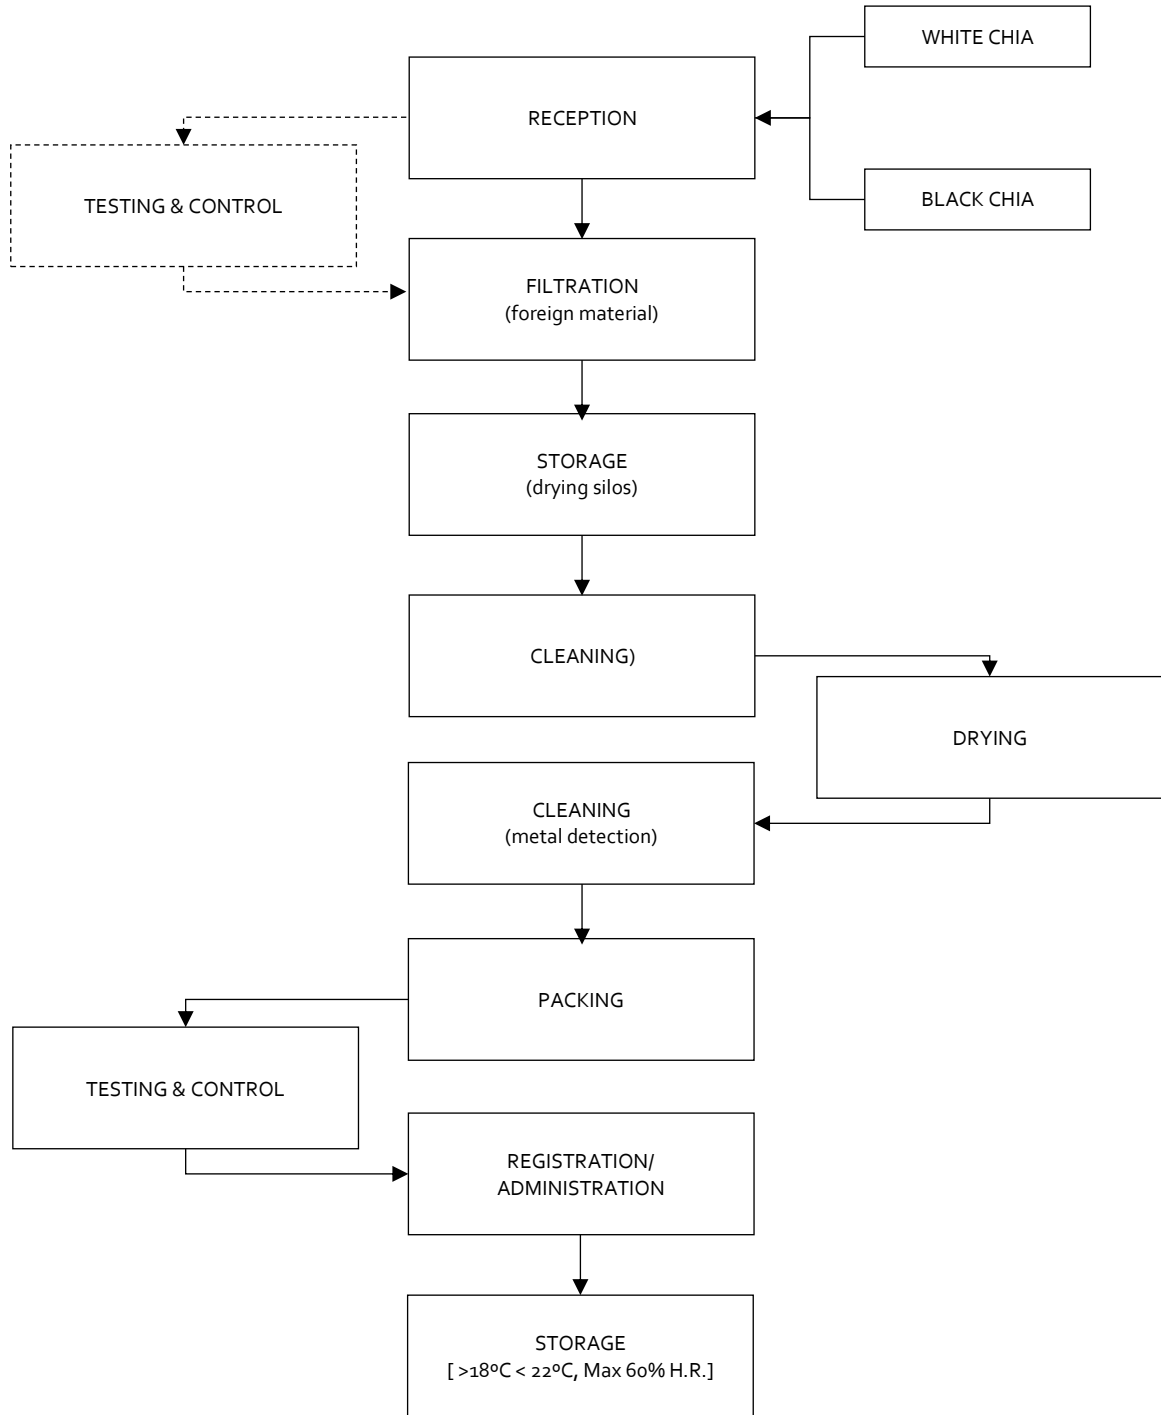 WHITE CHIA
RECEPTION
BLACK CHIA
TESTING & CONTROL
FILTRATION
(foreign material)
STORAGE
(drying silos)
CLEANING)
DRYING
CLEANING
(metal detection)
PACKING
TESTING & CONTROL
REGISTRATION/
ADMINISTRATION
STORAGE
[ >18ºC < 22ºC, Max 60% H.R.]